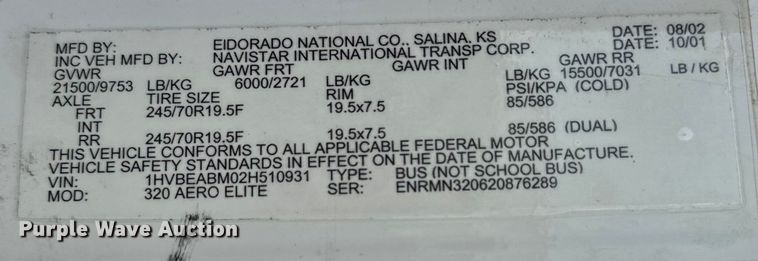 MFD BY: EIDORADO NATIONAL CO., SALINA, KS DATE: 08/02
INC VEH MFD BY: NAVISTAR INTERNATIONAL TRANSP CORP. DATE: 10/01
GVWR GAWR FRT GAWR INT GAWR RR
21500/9753 LB/KG 6000/2721 LB/KG LB/KG 15500/7031 LB / KG
AXLE TIRE SIZE RIM PSI/KPA (COLD)
FRT 245/70R19.5F 19.5x7.5 85/586
INT
RR 245/70R19.5F 19.5x7.5 85/586 (DUAL)
THIS VEHICLE CONFORMS TO ALL APPLICABLE FEDERAL MOTOR
VEHICLE SAFETY STANDARDS IN EFFECT ON THE DATE OF MANUFACTURE.
VIN: 1HVBEABM02H510931 TYPE: BUS (NOT SCHOOL BUS)
MOD: 320 AERO ELITE SER: ENRMN320620876289
Purple Wave Auction